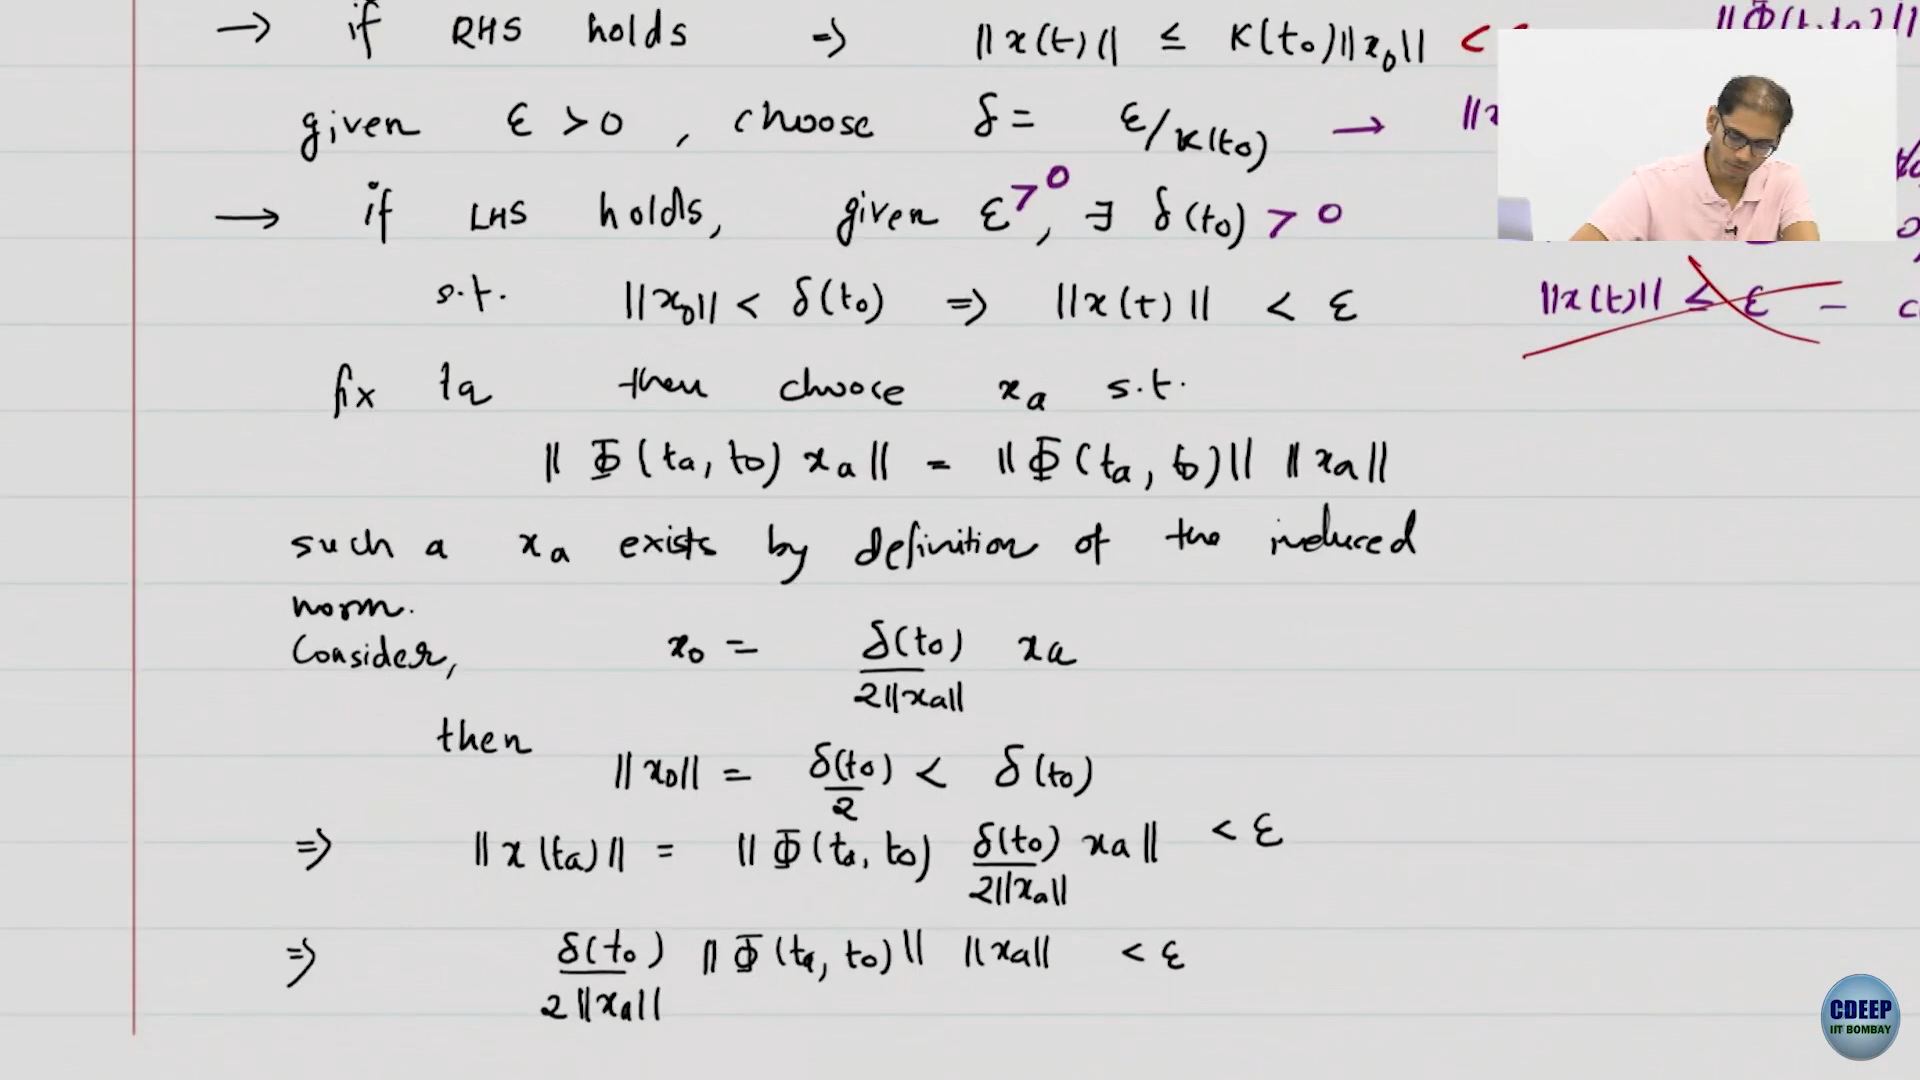 → if RHS holds ⇒ ||x(t)|| ≤ K(t₀)||x₀|| <
||Φ(t,t₀)||
given ε > 0, choose δ = ε/K(t₀) → ||x
→ if LHS holds, given ε > 0, ∃ δ(t₀) > 0
s.t. ||x₀|| < δ(t₀) ⇒ ||x(t)|| < ε
||x(t)|| ≤ ε –
fix ta then choose xₐ s.t.
||Φ(tₐ, t₀) xₐ|| = ||Φ(tₐ, t₀)|| ||xₐ||
such a xₐ exists by definition of the induced
norm.
Consider, x₀ = δ(t₀)/2||xₐ|| xₐ
then
||x₀|| = δ(t₀)/2 < δ(t₀)
⇒ ||x(tₐ)|| = ||Φ(tₐ, t₀) δ(t₀)/2||xₐ|| xₐ|| < ε
⇒ δ(t₀)/2||xₐ|| ||Φ(tₐ, t₀)|| ||xₐ|| < ε
CDEEP
IIT BOMBAY